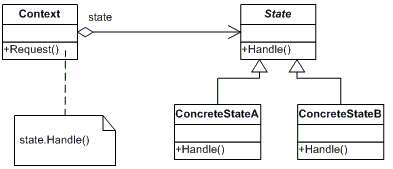 Context
state
State
+Request()
+Handle()
state.Handle()
ConcreteStateA
ConcreteStateB
+Handle()
+Handle()